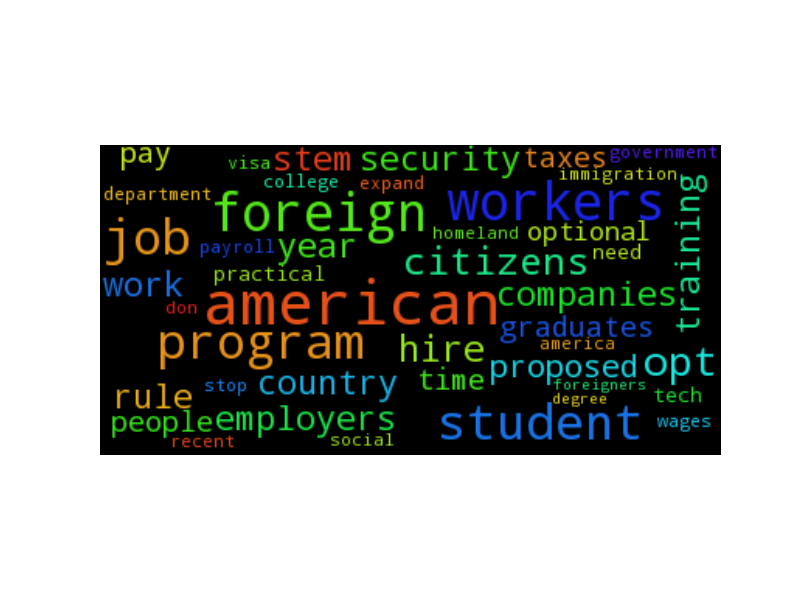 pay visa stem security taxes government
college expand immigration
department foreign workers training
job payroll year homeland optional
practical citizens need
work don american companies
program hire graduates america
rule stop country time proposed opt
foreigners degree tech
people employers student wages
recent social